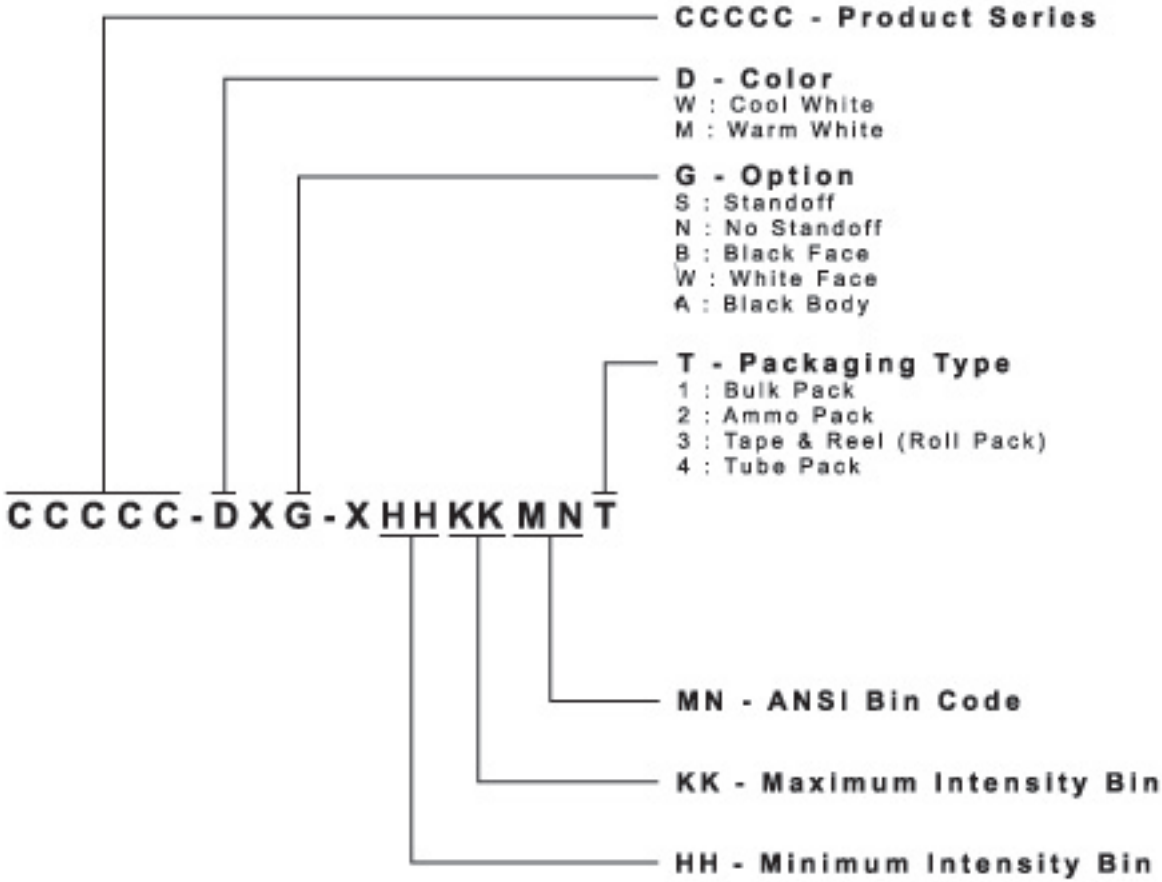 CCCCC - Product Series
D - Color
W : Cool White
M : Warm White
G - Option
S : Standoff
N : No Standoff
B : Black Face
W : White Face
A : Black Body
T - Packaging Type
1 : Bulk Pack
2 : Ammo Pack
3 : Tape & Reel (Roll Pack)
4 : Tube Pack
CCCCC-DXG-XHHKKMNT
MN - ANSI Bin Code
KK - Maximum Intensity Bin
HH - Minimum Intensity Bin